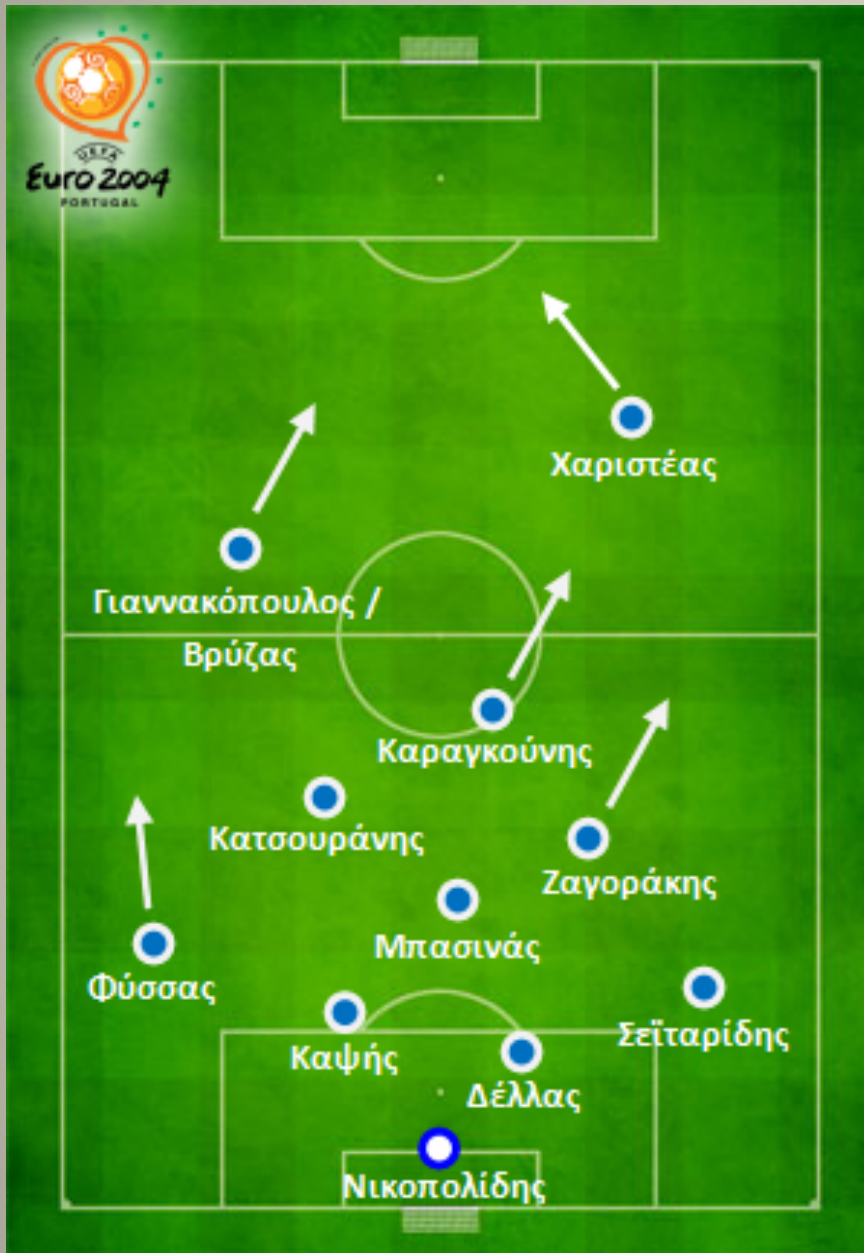 UEFA
Euro 2004
PORTUGAL
Χαριστέας
Γιαννακόπουλος /
Βρύζας
Καραγκούνης
Κατσουράνης
Ζαγοράκης
Μπασινάς
Φύσσας
Σεϊταρίδης
Καψής
Δέλλας
Νικοπολίδης